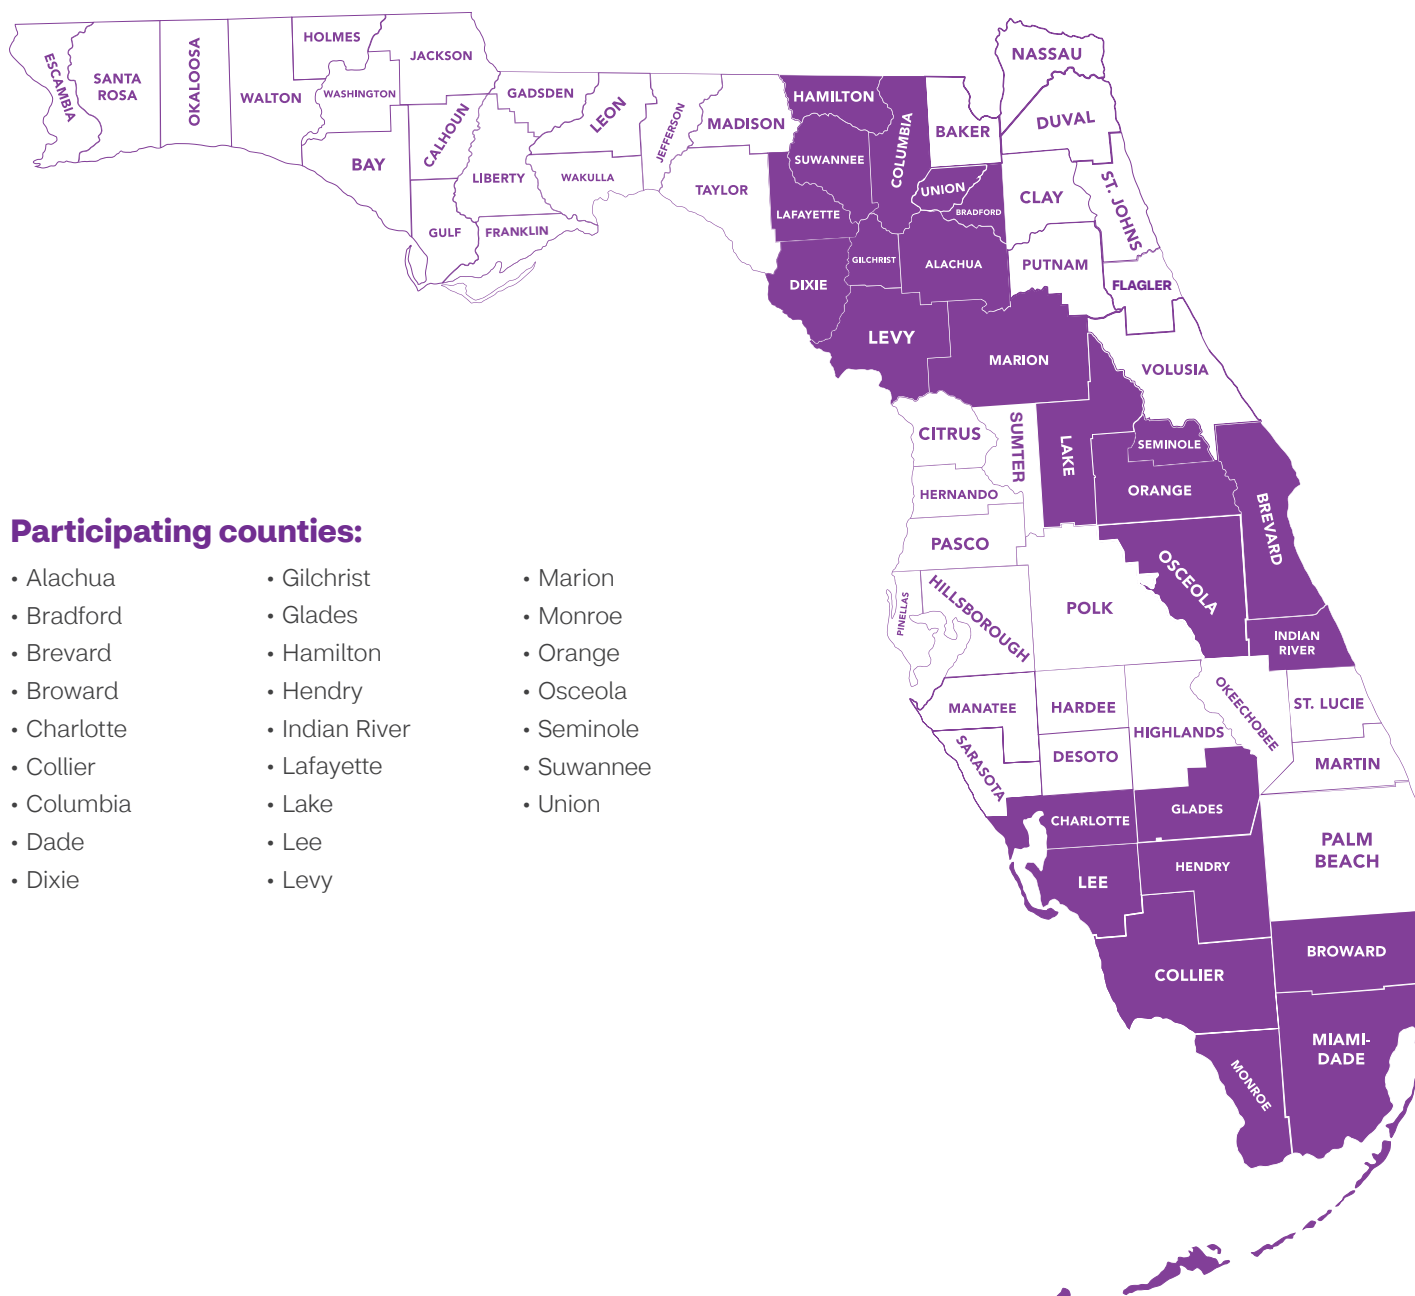 ESCAMBIA
SANTA
ROSA
OKALOOSA
WALTON
HOLMES
WASHINGTON
JACKSON
BAY
CALHOUN
GULF
GADSDEN
LIBERTY
FRANKLIN
LEON
WAKULLA
JEFFERSON
MADISON
TAYLOR
HAMILTON
SUWANNEE
LAFAYETTE
COLUMBIA
BAKER
NASSAU
DUVAL
UNION
BRADFORD
CLAY
ST. JOHNS
DIXIE
GILCHRIST
ALACHUA
PUTNAM
FLAGLER
LEVY
MARION
VOLUSIA
CITRUS
SUMTER
LAKE
SEMINOLE
ORANGE
HERNANDO
PASCO
BREVARD
OSCEOLA
PINELLAS
HILLSBOROUGH
POLK
INDIAN
RIVER
MANATEE
HARDEE
HIGHLANDS
OKEECHOBEE
ST. LUCIE
SARASOTA
DESOTO
MARTIN
CHARLOTTE
GLADES
PALM
BEACH
LEE
HENDRY
COLLIER
BROWARD
MIAMI-
DADE
MONROE
Participating counties:
• Alachua
• Bradford
• Brevard
• Broward
• Charlotte
• Collier
• Columbia
• Dade
• Dixie
• Gilchrist
• Glades
• Hamilton
• Hendry
• Indian River
• Lafayette
• Lake
• Lee
• Levy
• Marion
• Monroe
• Orange
• Osceola
• Seminole
• Suwannee
• Union